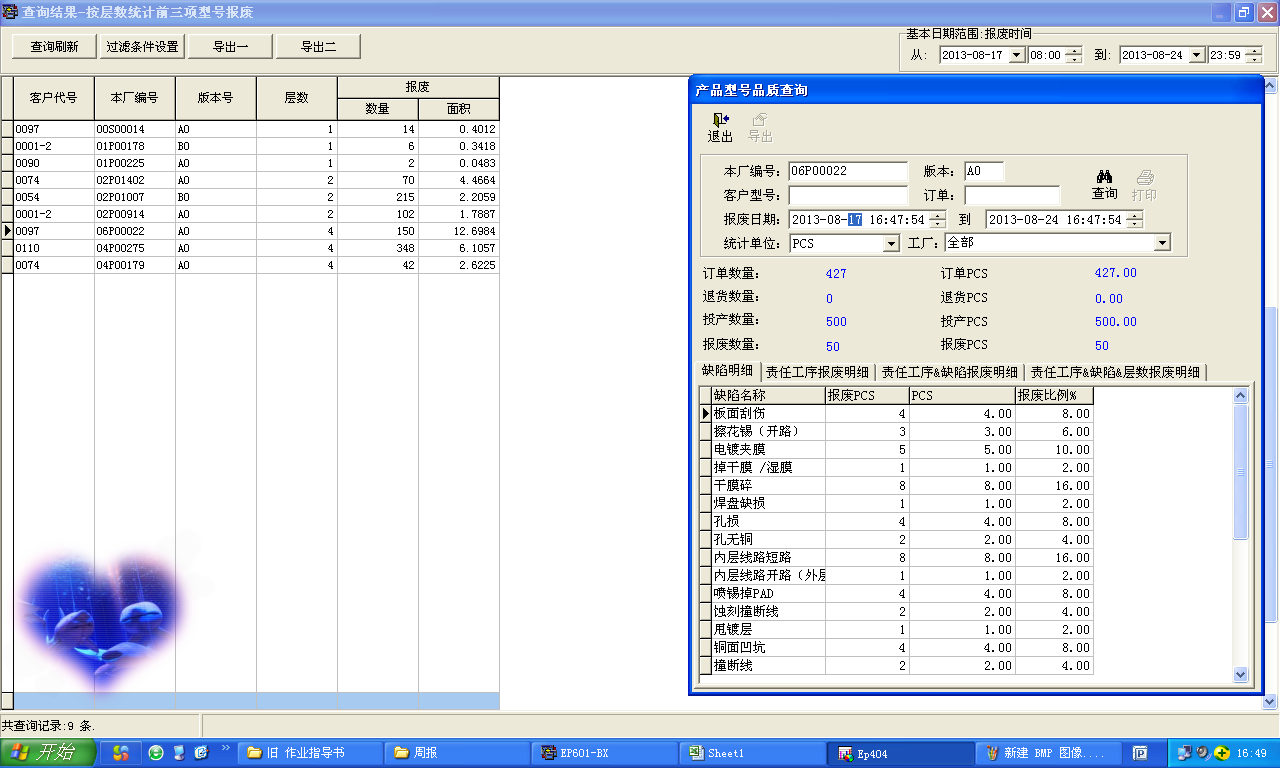 查询结果-按层数统计前三项型号报废
查询刷新 过滤条件设置 导出一 导出二
基本日期范围:报废时间
从: 2013-08-17 08:00 到: 2013-08-24 23:59
客户代号 本厂编号 版本号 层数 报废
数量 面积
0097 00S00014 A0 1 14 0.4012
0001-2 01P00178 B0 1 6 0.3418
0090 01P00225 A0 1 2 0.0483
0074 02P01402 A0 2 70 4.4664
0054 02P01007 B0 2 215 2.2059
0001-2 02P00914 A0 2 102 1.7887
0097 06P00022 A0 4 150 12.6984
0110 04P00275 A0 4 348 6.1057
0074 04P00179 A0 4 42 2.6225
产品型号品质查询
退出 导出
本厂编号: 06P00022 版本: A0
客户型号: 订单:
查询 打印
报废日期: 2013-08-17 16:47:54 到 2013-08-24 16:47:54
统计单位: PCS 工厂: 全部
订单数量: 427 订单PCS 427.00
退货数量: 0 退货PCS 0.00
投产数量: 500 投产PCS 500.00
报废数量: 50 报废PCS 50
缺陷明细 责任工序报废明细 责任工序&缺陷报废明细 责任工序&缺陷&层数报废明细
缺陷名称 报废PCS PCS 报废比例%
板面刮伤 4 4.00 8.00
擦花锡（开路） 3 3.00 6.00
电镀夹膜 5 5.00 10.00
掉干膜 /湿膜 1 1.00 2.00
干膜碎 8 8.00 16.00
焊盘缺损 1 1.00 2.00
孔损 4 4.00 8.00
孔无铜 2 2.00 4.00
内层线路短路 8 8.00 16.00
内层线路开路（外层 1 1.00 2.00
喷锡掉PAD 4 4.00 8.00
蚀刻撞断线 2 2.00 4.00
甩镀层 1 1.00 2.00
铜面凹坑 4 4.00 8.00
撞断线 2 2.00 4.00
共查询记录:9 条.
开始 旧 作业指导书 周报 EP601-BX Sheet1 Ep404 新建 BMP 图像.... 16:49